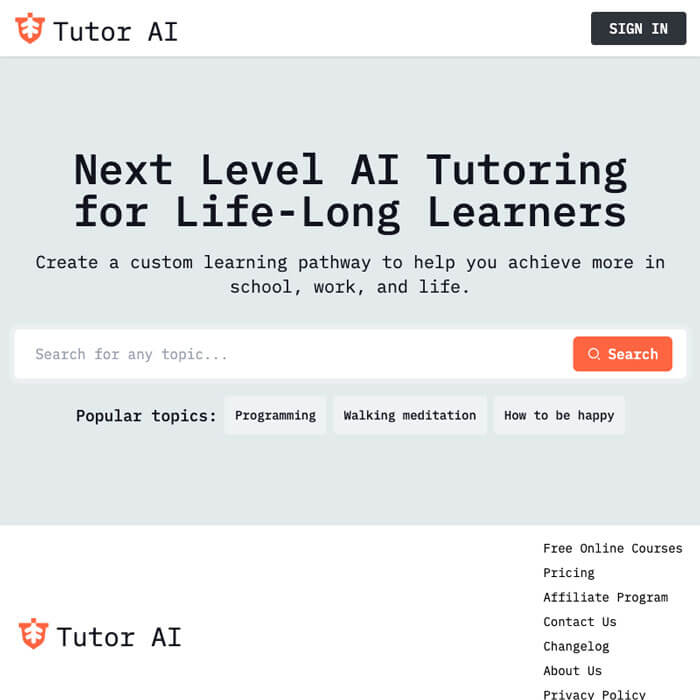 Tutor AI
SIGN IN
Next Level AI Tutoring
for Life-Long Learners
Create a custom learning pathway to help you achieve more in
school, work, and life.
Search for any topic...
Search
Popular topics:
Programming
Walking meditation
How to be happy
Free Online Courses
Pricing
Affiliate Program
Contact Us
Changelog
About Us
Privacy Policy
Tutor AI